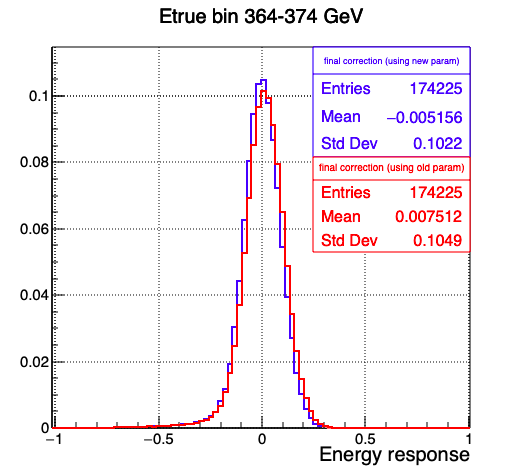 Etrue bin 364-374 GeV
final correction (using new param)
Entries 174225
Mean −0.005156
Std Dev 0.1022
final correction (using old param)
Entries 174225
Mean 0.007512
Std Dev 0.1049
0.1
0.08
0.06
0.04
0.02
0
−1 −0.5 0 0.5 1
Energy response